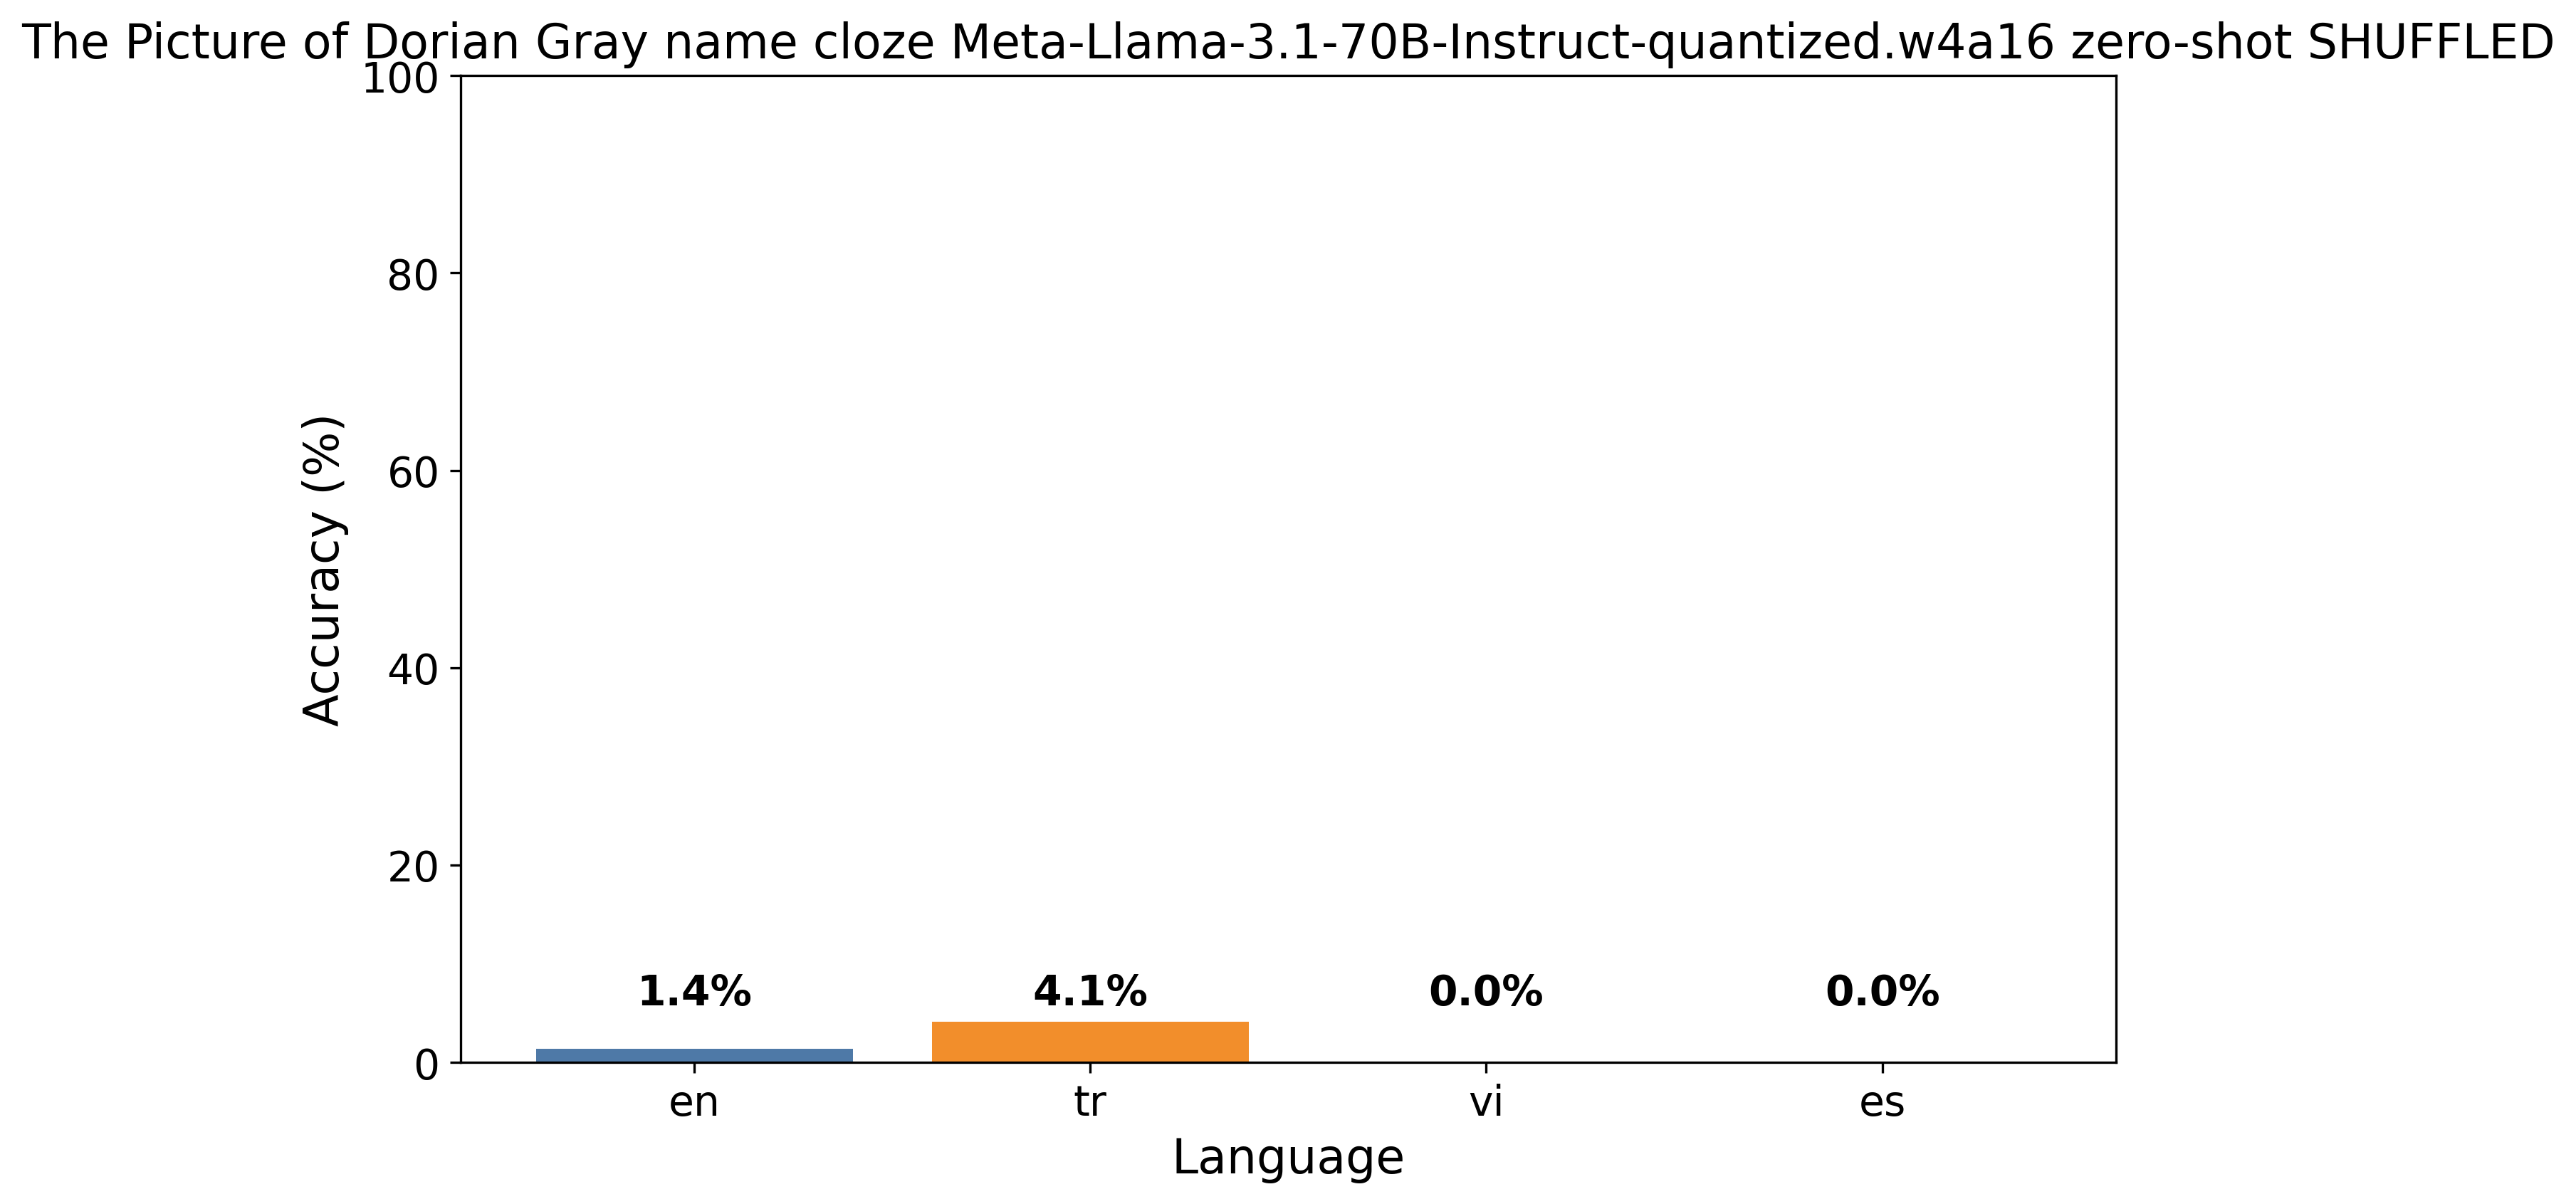 The Picture of Dorian Gray name cloze Meta-Llama-3.1-70B-Instruct-quantized.w4a16 zero-shot SHUFFLED
100
80
60
40
20
0
Accuracy (%)
1.4%
4.1%
0.0%
0.0%
en
tr
vi
es
Language